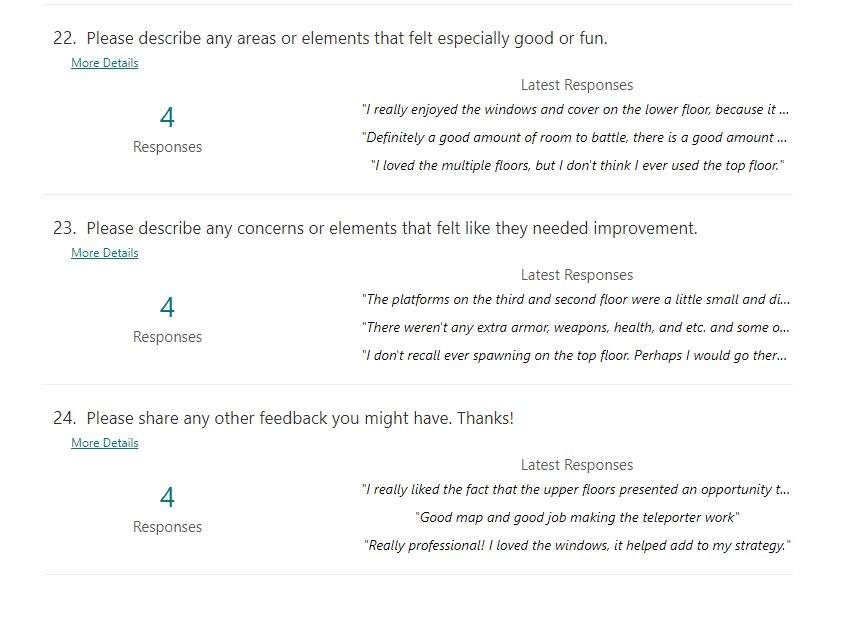 22. Please describe any areas or elements that felt especially good or fun.
More Details
4
Responses
Latest Responses
"I really enjoyed the windows and cover on the lower floor, because it ...
"Definitely a good amount of room to battle, there is a good amount ...
"I loved the multiple floors, but I don't think I ever used the top floor."
23. Please describe any concerns or elements that felt like they needed improvement.
More Details
4
Responses
Latest Responses
"The platforms on the third and second floor were a little small and di...
"There weren't any extra armor, weapons, health, and etc. and some o...
"I don't recall ever spawning on the top floor. Perhaps I would go ther...
24. Please share any other feedback you might have. Thanks!
More Details
4
Responses
Latest Responses
"I really liked the fact that the upper floors presented an opportunity t...
"Good map and good job making the teleporter work"
"Really professional! I loved the windows, it helped add to my strategy."